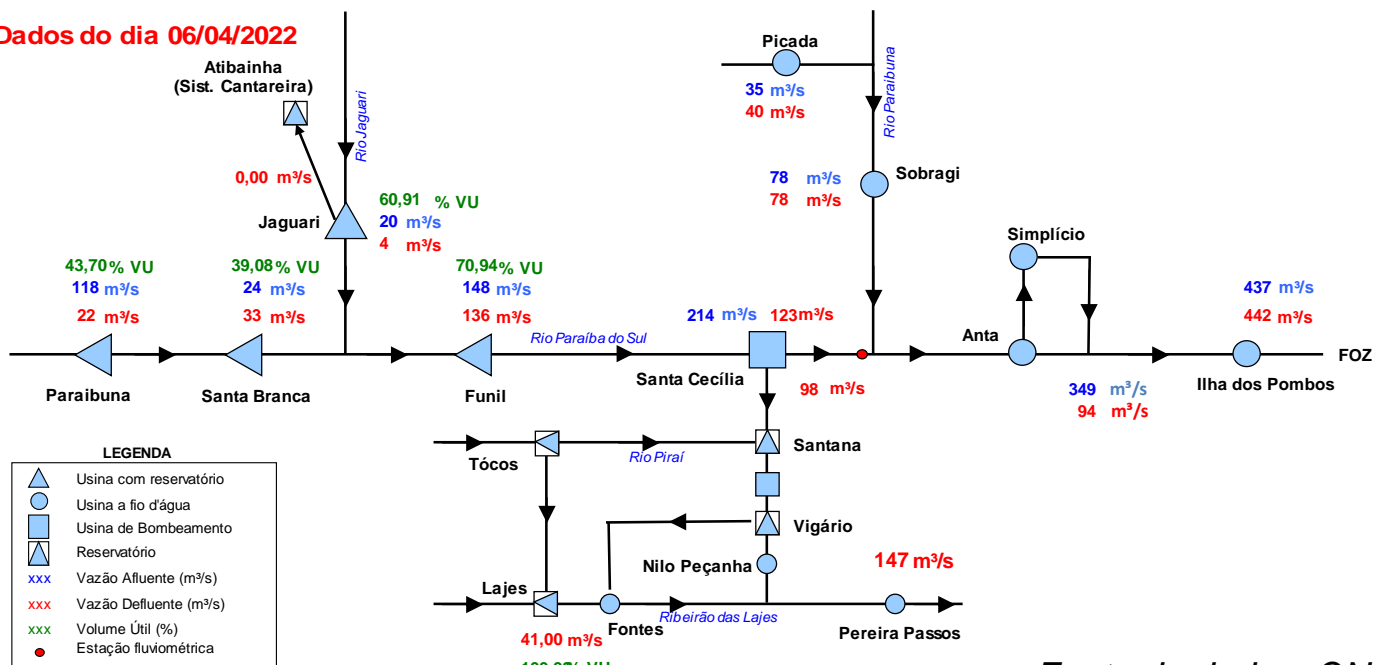 Dados do dia 06/04/2022
Atibainha
(Sist. Cantareira)
Rio Jaguari
0,00 m³/s
Jaguari
60,91 % VU
20 m³/s
4 m³/s
Picada
35 m³/s
40 m³/s
Rio Paraibuna
78 m³/s
78 m³/s
Sobragi
Simplício
43,70% VU
118 m³/s
22 m³/s
Paraibuna
39,08% VU
24 m³/s
33 m³/s
Santa Branca
70,94% VU
148 m³/s
136 m³/s
Funil
Rio Paraíba do Sul
214 m³/s 123m³/s
Santa Cecília
98 m³/s
Anta
349 m³/s
94 m³/s
437 m³/s
442 m³/s
Ilha dos Pombos
FOZ
Tócos
Rio Piraí
Santana
Vigário
Nilo Peçanha
147 m³/s
Lajes
Fontes
Ribeirão das Lajes
Pereira Passos
41,00 m³/s
% VU
LEGENDA
Usina com reservatório
Usina a fio d'água
Usina de Bombeamento
Reservatório
xxx Vazão Afluente (m³/s)
xxx Vazão Defluente (m³/s)
xxx Volume Útil (%)
Estação fluviométrica